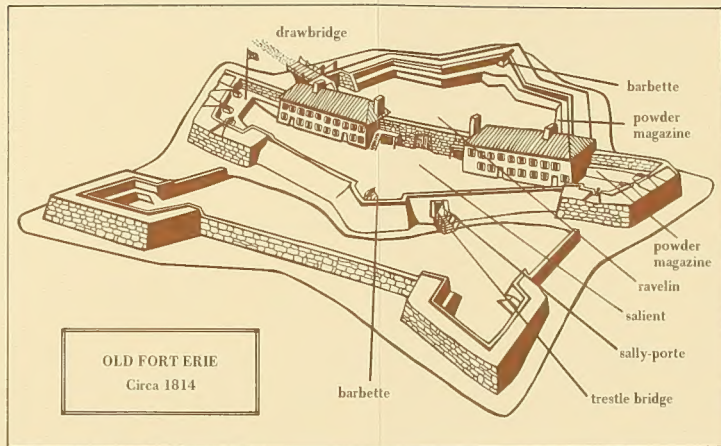 drawbridge
barbette
powder
magazine
powder
magazine
ravelin
salient
sally-porte
trestle bridge
barbette
OLD FORT ERIE
Circa 1814